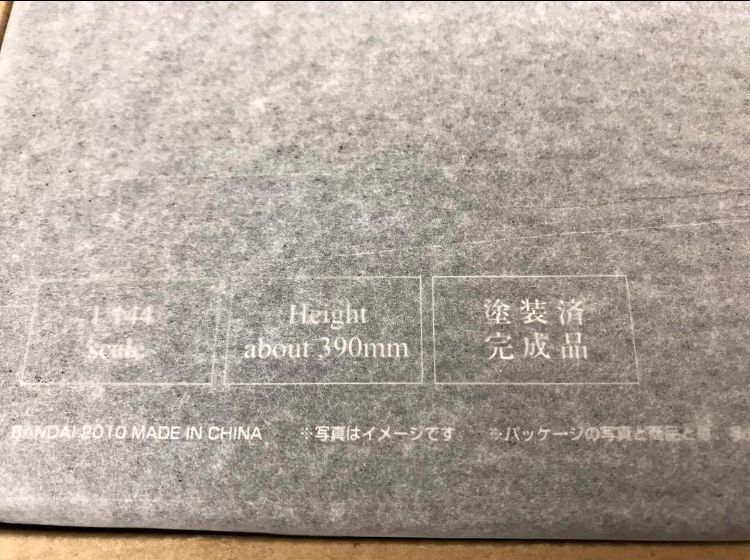 1/144
scale
Height
about 390mm
塗装済
完成品
BANDAI 2010 MADE IN CHINA
※写真はイメージです
※パッケージの写真と商品と